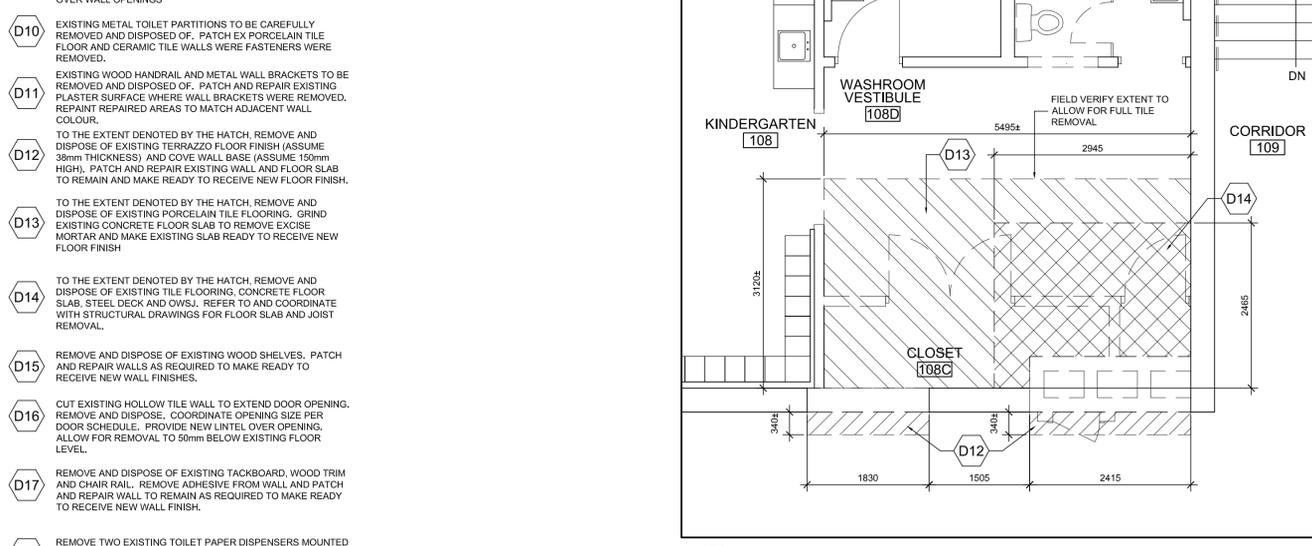 OVER WALL OPENINGS
D10
EXISTING METAL TOILET PARTITIONS TO BE CAREFULLY
REMOVED AND DISPOSED OF. PATCH EX PORCELAIN TILE
FLOOR AND CERAMIC TILE WALLS WERE FASTENERS WERE
REMOVED.
D11
EXISTING WOOD HANDRAIL AND METAL WALL BRACKETS TO BE
REMOVED AND DISPOSED OF. PATCH AND REPAIR EXISTING
PLASTER SURFACE WHERE WALL BRACKETS WERE REMOVED.
REPAINT REPAIRED AREAS TO MATCH ADJACENT WALL
COLOUR.
D12
TO THE EXTENT DENOTED BY THE HATCH, REMOVE AND
DISPOSE OF EXISTING TERRAZZO FLOOR FINISH (ASSUME
38mm THICKNESS) AND COVE WALL BASE (ASSUME 150mm
HIGH). PATCH AND REPAIR EXISTING WALL AND FLOOR SLAB
TO REMAIN AND MAKE READY TO RECEIVE NEW FLOOR FINISH.
D13
TO THE EXTENT DENOTED BY THE HATCH, REMOVE AND
DISPOSE OF EXISTING PORCELAIN TILE FLOORING. GRIND
EXISTING CONCRETE FLOOR SLAB TO REMOVE EXCISE
MORTAR AND MAKE EXISTING SLAB READY TO RECEIVE NEW
FLOOR FINISH
D14
TO THE EXTENT DENOTED BY THE HATCH, REMOVE AND
DISPOSE OF EXISTING TILE FLOORING, CONCRETE FLOOR
SLAB, STEEL DECK AND OWSJ. REFER TO AND COORDINATE
WITH STRUCTURAL DRAWINGS FOR FLOOR SLAB AND JOIST
REMOVAL.
D15
REMOVE AND DISPOSE OF EXISTING WOOD SHELVES. PATCH
AND REPAIR WALLS AS REQUIRED TO MAKE READY TO
RECEIVE NEW WALL FINISHES.
D16
CUT EXISTING HOLLOW TILE WALL TO EXTEND DOOR OPENING.
REMOVE AND DISPOSE, COORDINATE OPENING SIZE PER
DOOR SCHEDULE. PROVIDE NEW LINTEL OVER OPENING.
ALLOW FOR REMOVAL TO 50mm BELOW EXISTING FLOOR
LEVEL.
D17
REMOVE AND DISPOSE OF EXISTING TACKBOARD, WOOD TRIM
AND CHAIR RAIL. REMOVE ADHESIVE FROM WALL AND PATCH
AND REPAIR WALL TO REMAIN AS REQUIRED TO MAKE READY
TO RECEIVE NEW WALL FINISH.
REMOVE TWO EXISTING TOILET PAPER DISPENSERS MOUNTED
DN
WASHROOM
VESTIBULE
108D
FIELD VERIFY EXTENT TO
ALLOW FOR FULL TILE
REMOVAL
KINDERGARTEN
108
CORRIDOR
109
5495±
2945
D13
D14
3120±
2465
CLOSET
108C
340±
340±
D12
1830
1505
2415